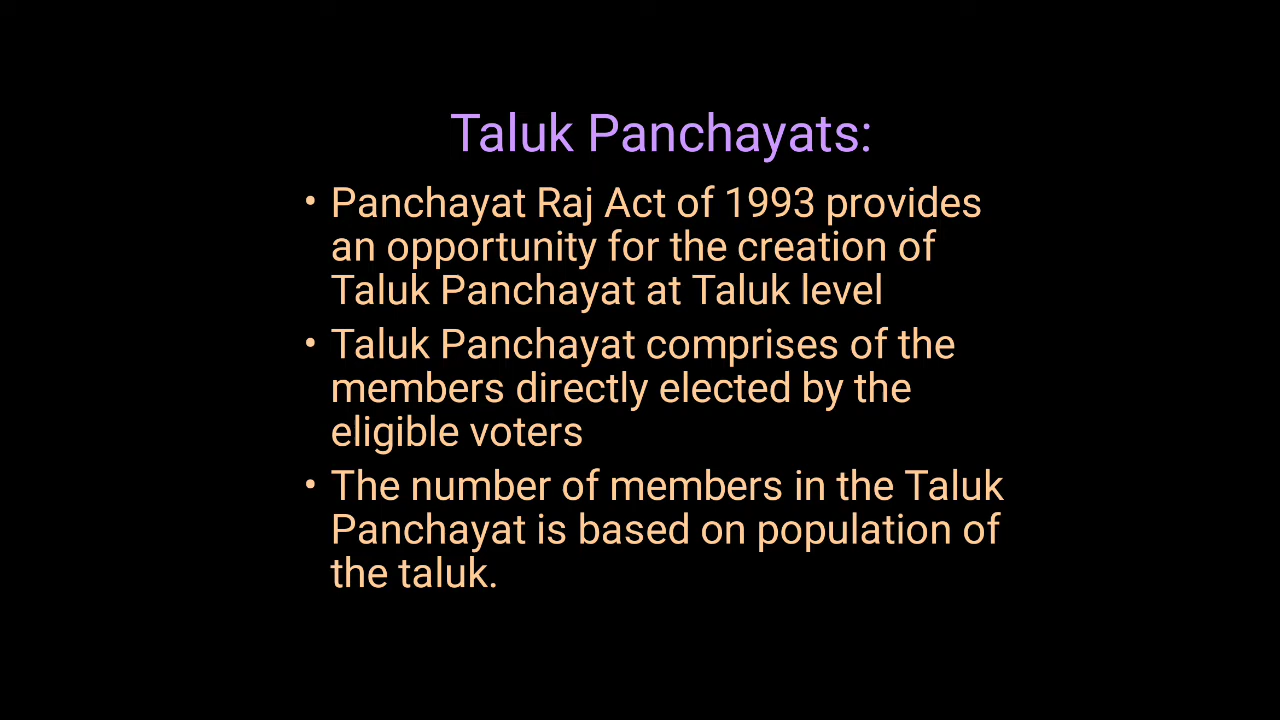 Taluk Panchayats:
• Panchayat Raj Act of 1993 provides
an opportunity for the creation of
Taluk Panchayat at Taluk level
• Taluk Panchayat comprises of the
members directly elected by the
eligible voters
• The number of members in the Taluk
Panchayat is based on population of
the taluk.